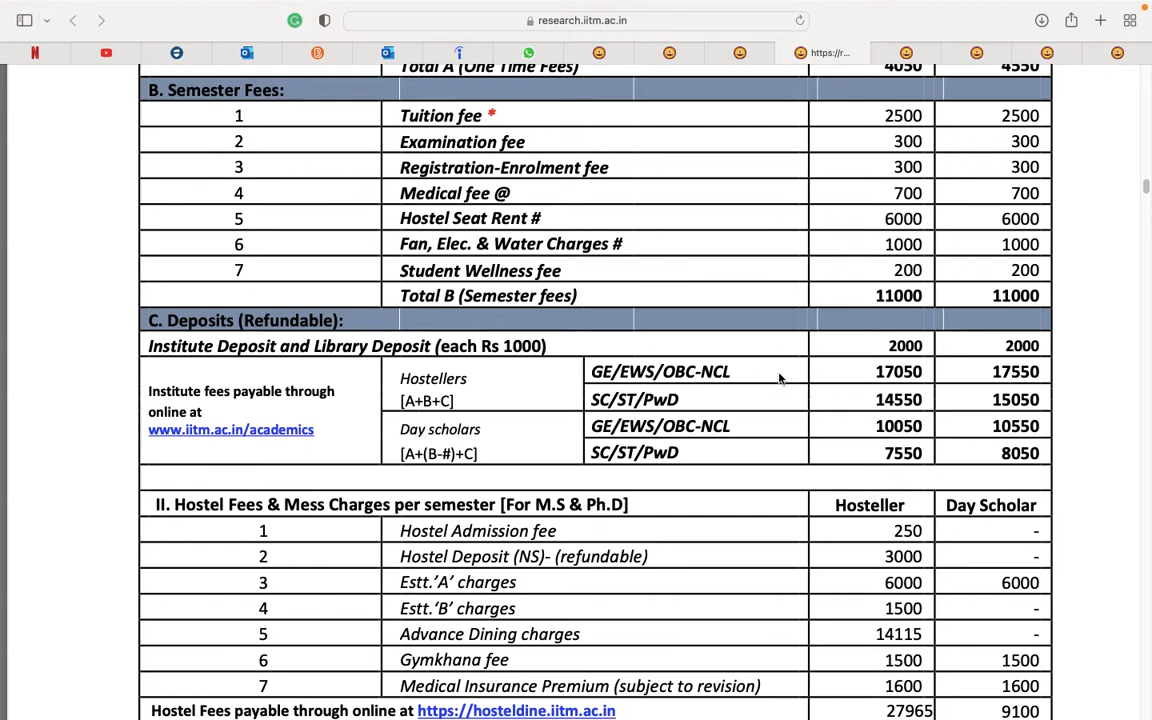 research.iitm.ac.in
https://r...
Total A (One Time Fees) 4050 4550
B. Semester Fees:
1 Tuition fee * 2500 2500
2 Examination fee 300 300
3 Registration-Enrolment fee 300 300
4 Medical fee @ 700 700
5 Hostel Seat Rent # 6000 6000
6 Fan, Elec. & Water Charges # 1000 1000
7 Student Wellness fee 200 200
Total B (Semester fees) 11000 11000
C. Deposits (Refundable):
Institute Deposit and Library Deposit (each Rs 1000) 2000 2000
Institute fees payable through
online at
www.iitm.ac.in/academics
Hostellers
[A+B+C]
GE/EWS/OBC-NCL 17050 17550
SC/ST/PwD 14550 15050
Day scholars
[A+(B-#)+C]
GE/EWS/OBC-NCL 10050 10550
SC/ST/PwD 7550 8050
II. Hostel Fees & Mess Charges per semester [For M.S & Ph.D] Hosteller Day Scholar
1 Hostel Admission fee 250 -
2 Hostel Deposit (NS)- (refundable) 3000 -
3 Estt.’A’ charges 6000 6000
4 Estt.‘B’ charges 1500 -
5 Advance Dining charges 14115 -
6 Gymkhana fee 1500 1500
7 Medical Insurance Premium (subject to revision) 1600 1600
Hostel Fees payable through online at https://hosteldine.iitm.ac.in 27965 9100